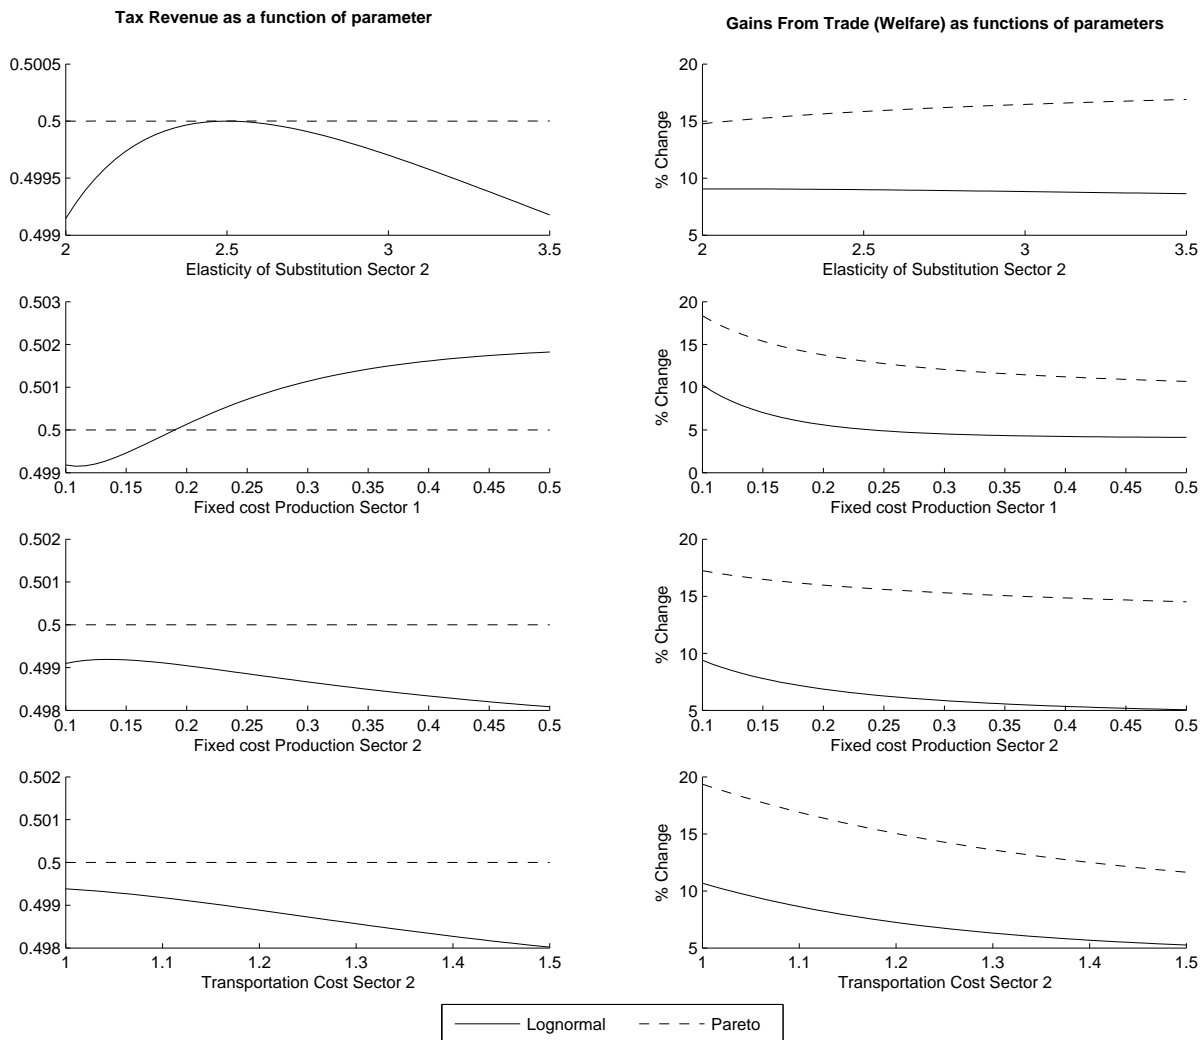 Tax Revenue as a function of parameter
0.5005
0.5
0.4995
0.499
2 2.5 3 3.5
Elasticity of Substitution Sector 2
0.503
0.502
0.501
0.5
0.499
0.1 0.15 0.2 0.25 0.3 0.35 0.4 0.45 0.5
Fixed cost Production Sector 1
0.502
0.501
0.5
0.499
0.498
0.1 0.15 0.2 0.25 0.3 0.35 0.4 0.45 0.5
Fixed cost Production Sector 2
0.502
0.501
0.5
0.499
0.498
1 1.1 1.2 1.3 1.4 1.5
Transportation Cost Sector 2
Gains From Trade (Welfare) as functions of parameters
% Change
20
15
10
5
2 2.5 3 3.5
Elasticity of Substitution Sector 2
% Change
20
15
10
5
0
0.1 0.15 0.2 0.25 0.3 0.35 0.4 0.45 0.5
Fixed cost Production Sector 1
% Change
20
15
10
5
0.1 0.15 0.2 0.25 0.3 0.35 0.4 0.45 0.5
Fixed cost Production Sector 2
% Change
20
15
10
5
1 1.1 1.2 1.3 1.4 1.5
Transportation Cost Sector 2
Lognormal Pareto